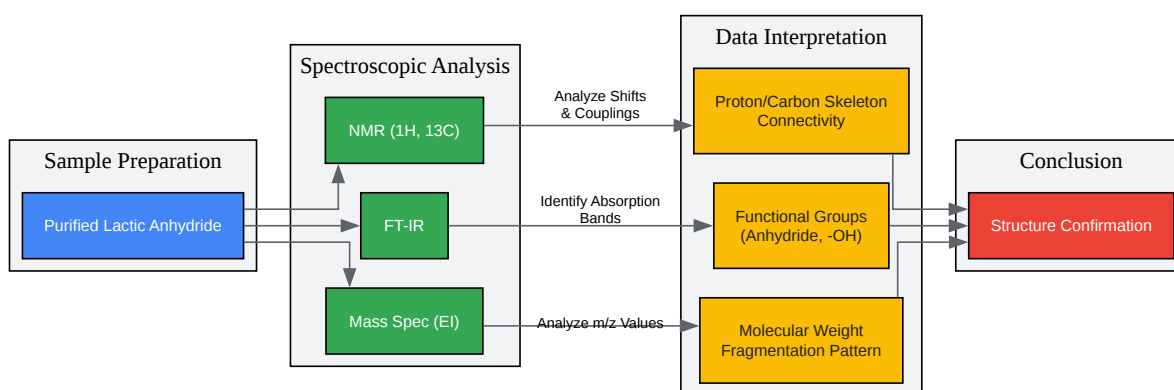 Sample Preparation
Purified Lactic Anhydride
Spectroscopic Analysis
NMR (1H, 13C)
FT-IR
Mass Spec (EI)
Analyze Shifts
& Couplings
Identify Absorption
Bands
Analyze m/z Values
Data Interpretation
Proton/Carbon Skeleton
Connectivity
Functional Groups
(Anhydride, -OH)
Molecular Weight
Fragmentation Pattern
Conclusion
Structure Confirmation